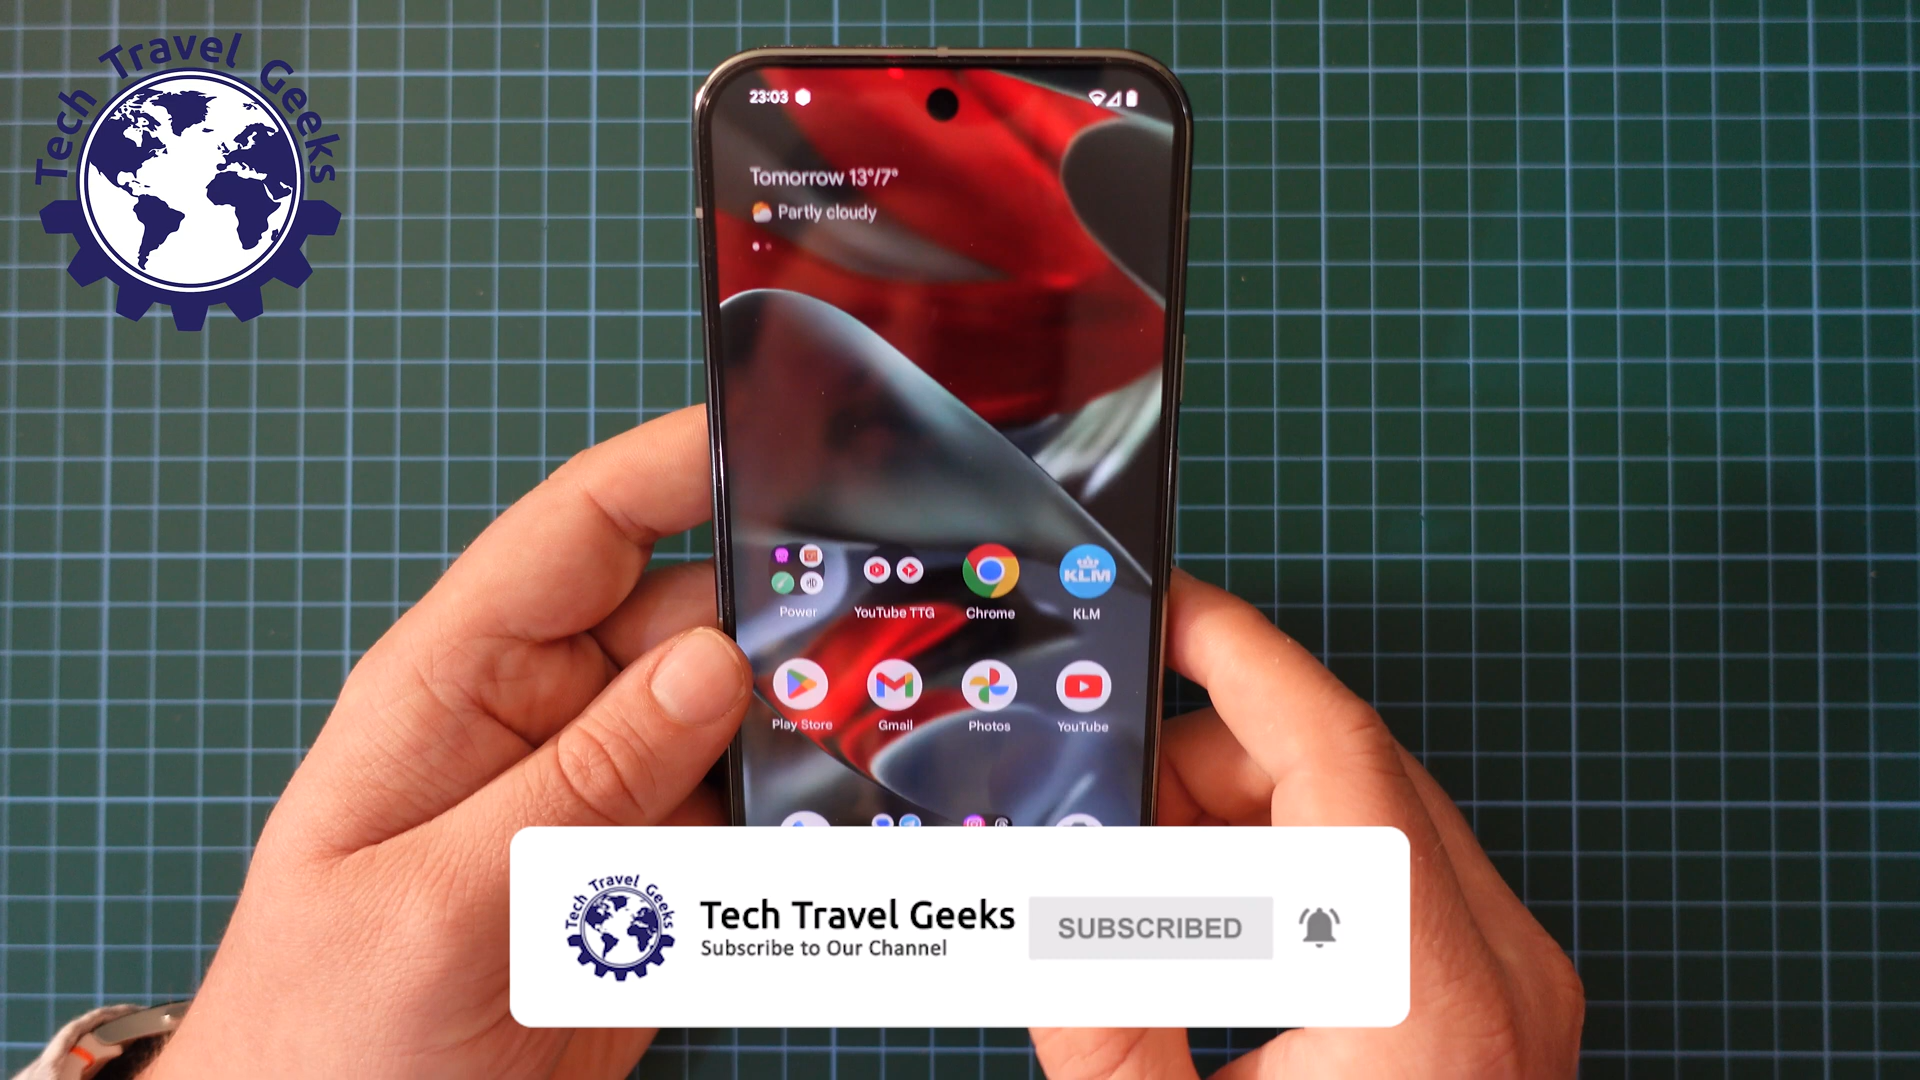 Tech Travel Geeks
23:03
Tomorrow 13°/7°
Partly cloudy
Power
YouTube TTG
Chrome
KLM
KLM
Play Store
Gmail
Photos
YouTube
Tech Travel Geeks
Tech Travel Geeks
Subscribe to Our Channel
SUBSCRIBED